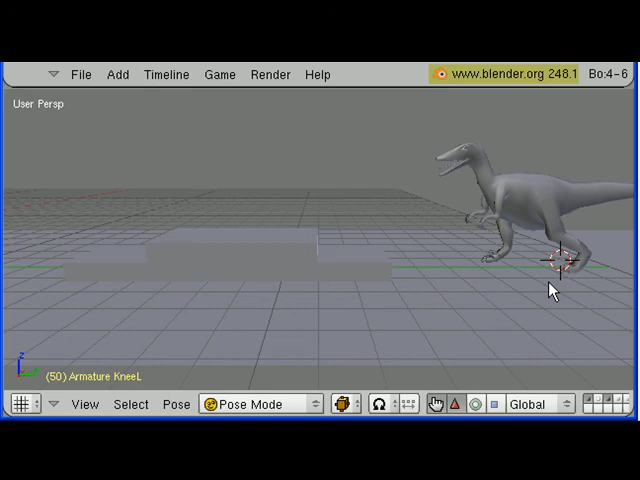 File Add Timeline Game Render Help www.blender.org 248.1 Bo:4-6
User Persp
z
(50) Armature KneeL
View Select Pose Pose Mode Global